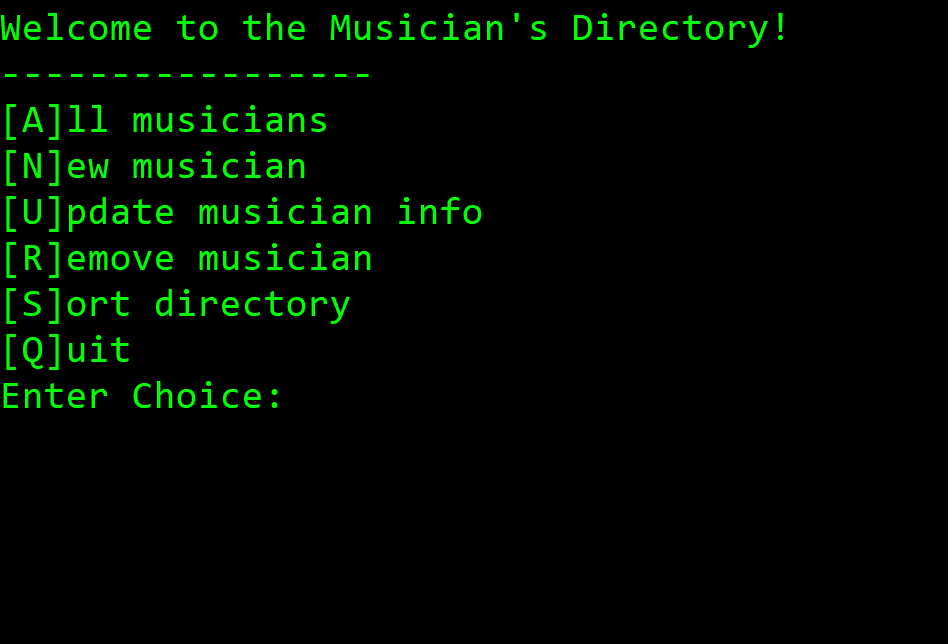 Welcome to the Musician's Directory!
-----------------
[A]ll musicians
[N]ew musician
[U]pdate musician info
[R]emove musician
[S]ort directory
[Q]uit
Enter Choice: